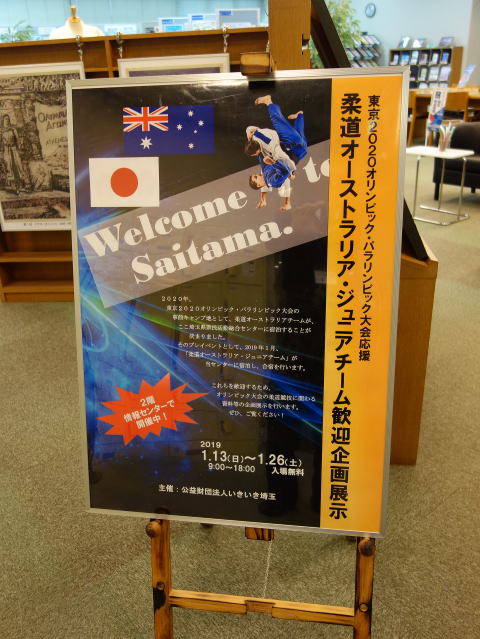 東京2020オリンピック・パラリンピック大会応援
柔道オーストラリア・ジュニアチーム歓迎企画展示
Welcome to
Saitama.
2020年、
東京2020オリンピック・パラリンピック大会の
事前キャンプ地として、柔道オーストラリアチームが、
ここ埼玉県県民活動総合センターに宿泊することが
決まりました。
そのプレイベントとして、2019年1月、
「柔道オーストラリア・ジュニアチーム」が
当センターに宿泊し、合宿を行います。
これらを歓迎するため、
オリンピック大会の柔道競技に関わる
資料等の企画展示を行います。
ぜひ、ご覧ください!
2階
情報センターで
開催中!
2019
1.13(日)〜1.26(土)
9:00〜18:00 入場無料
主催:公益財団法人いきいき埼玉